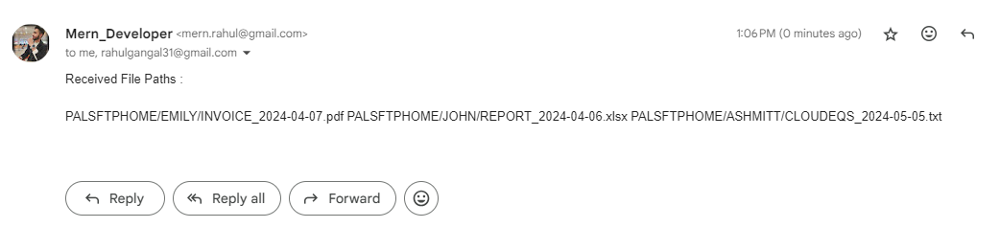 Mern_Developer <mern.rahul@gmail.com>
1:06 PM (0 minutes ago)
to me, rahulgangal31@gmail.com
Received File Paths :
PALSFTPHOME/EMILY/INVOICE_2024-04-07.pdf PALSFTPHOME/JOHN/REPORT_2024-04-06.xlsx PALSFTPHOME/ASHMITT/CLOUDEQS_2024-05-05.txt
Reply
Reply all
Forward